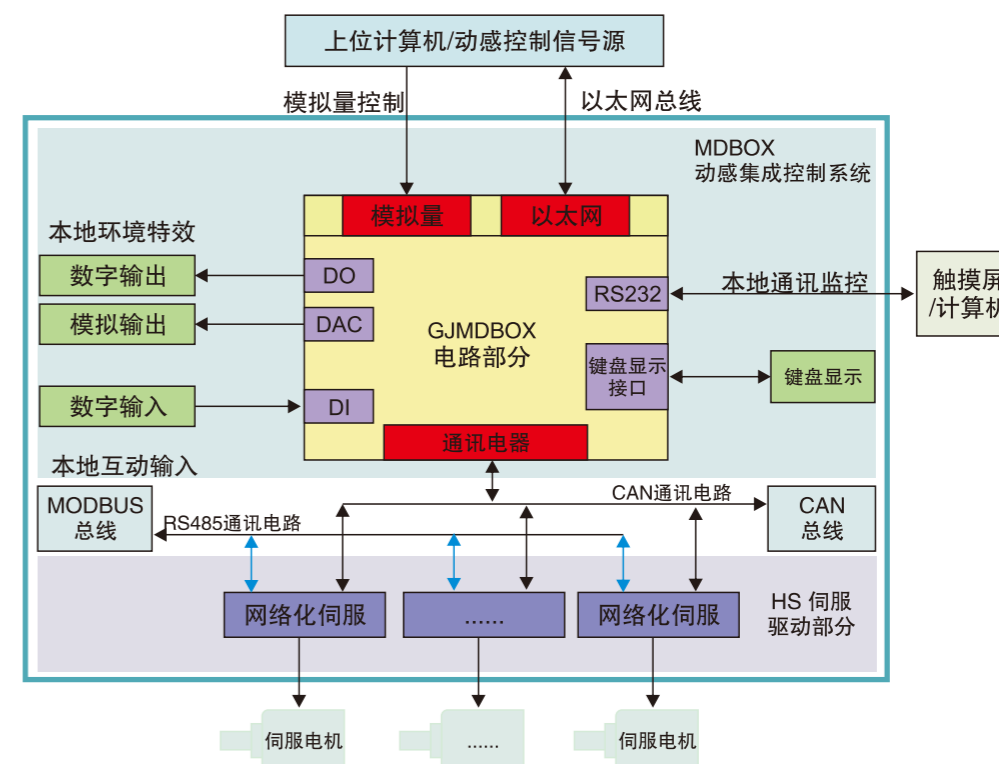 上位计算机/动感控制信号源
模拟量控制
以太网总线
MDBOX
动感集成控制系统
模拟量
以太网
本地环境特效
数字输出
DO
模拟输出
DAC
GJMDBOX
电路部分
RS232
本地通讯监控
触摸屏
/计算机
键盘显示
接口
键盘显示
数字输入
DI
通讯电器
本地互动输入
MODBUS
总线
RS485通讯电路
CAN通讯电路
CAN
总线
网络化伺服
......
网络化伺服
HS 伺服
驱动部分
伺服电机
......
伺服电机